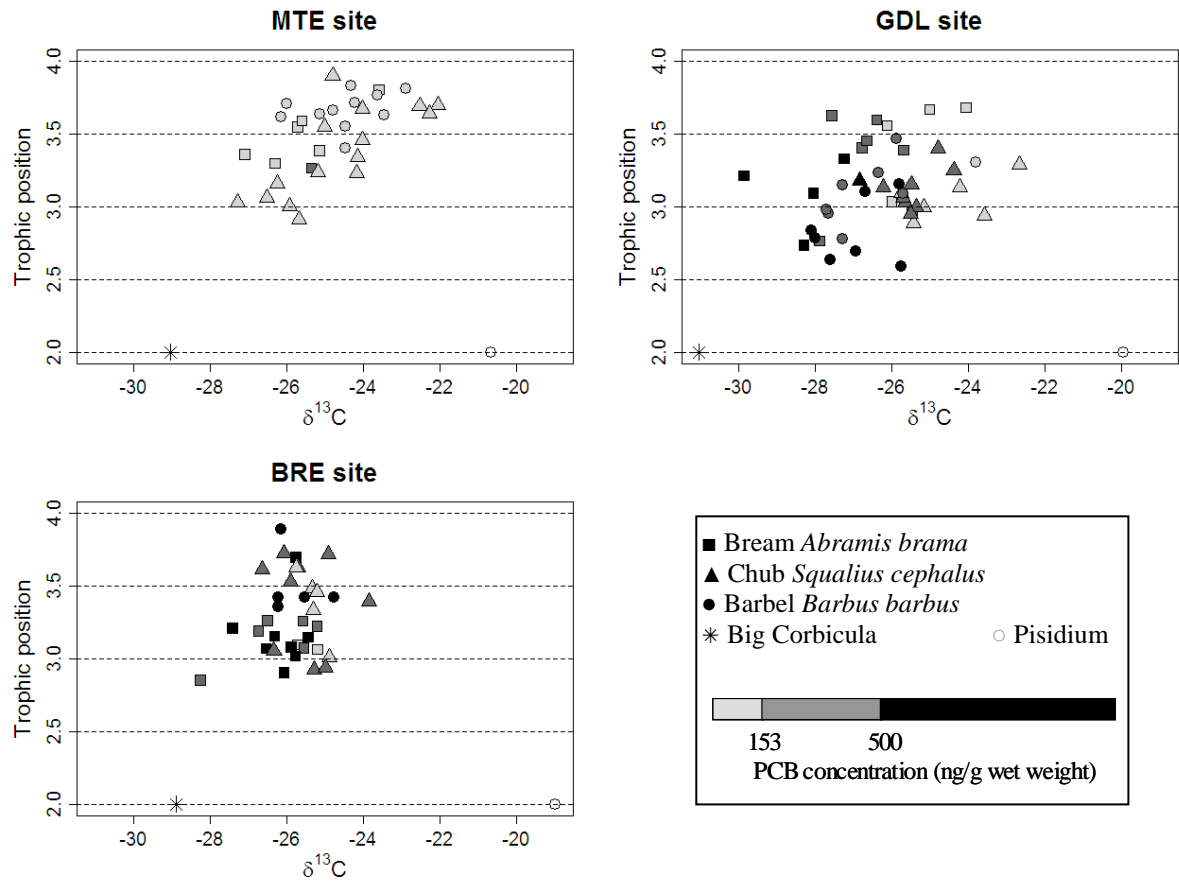 MTE site
Trophic position
4.0
3.5
3.0
2.5
2.0
-30
-28
-26
-24
-22
-20
δ13C
GDL site
Trophic position
4.0
3.5
3.0
2.5
2.0
-30
-28
-26
-24
-22
-20
δ13C
BRE site
Trophic position
4.0
3.5
3.0
2.5
2.0
-30
-28
-26
-24
-22
-20
δ13C
Bream Abramis brama
Chub Squalius cephalus
Barbel Barbus barbus
Big Corbicula Pisidium
153 500
PCB concentration (ng/g wet weight)